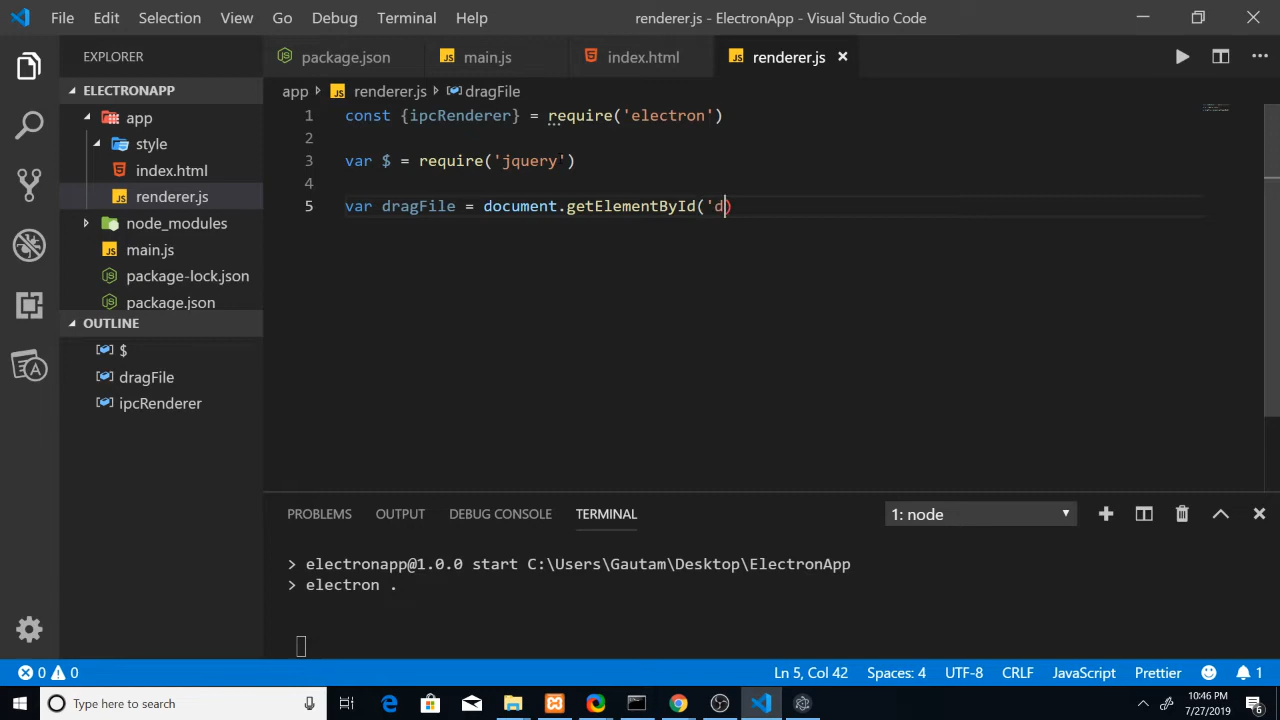 File Edit Selection View Go Debug Terminal Help renderer.js - ElectronApp - Visual Studio Code
EXPLORER package.json main.js index.html renderer.js
ELECTRONAPP
app > renderer.js > dragFile
app
style
index.html
renderer.js
node_modules
main.js
package-lock.json
package.json
OUTLINE
$
dragFile
ipcRenderer
1 const {ipcRenderer} = require('electron')
2
3 var $ = require('jquery')
4
5 var dragFile = document.getElementById('d)
PROBLEMS OUTPUT DEBUG CONSOLE TERMINAL 1: node
> electronapp@1.0.0 start C:\Users\Gautam\Desktop\ElectronApp
> electron .
0 0 Ln 5, Col 42 Spaces: 4 UTF-8 CRLF JavaScript Prettier 1
Type here to search
10:46 PM
7/27/2019
6